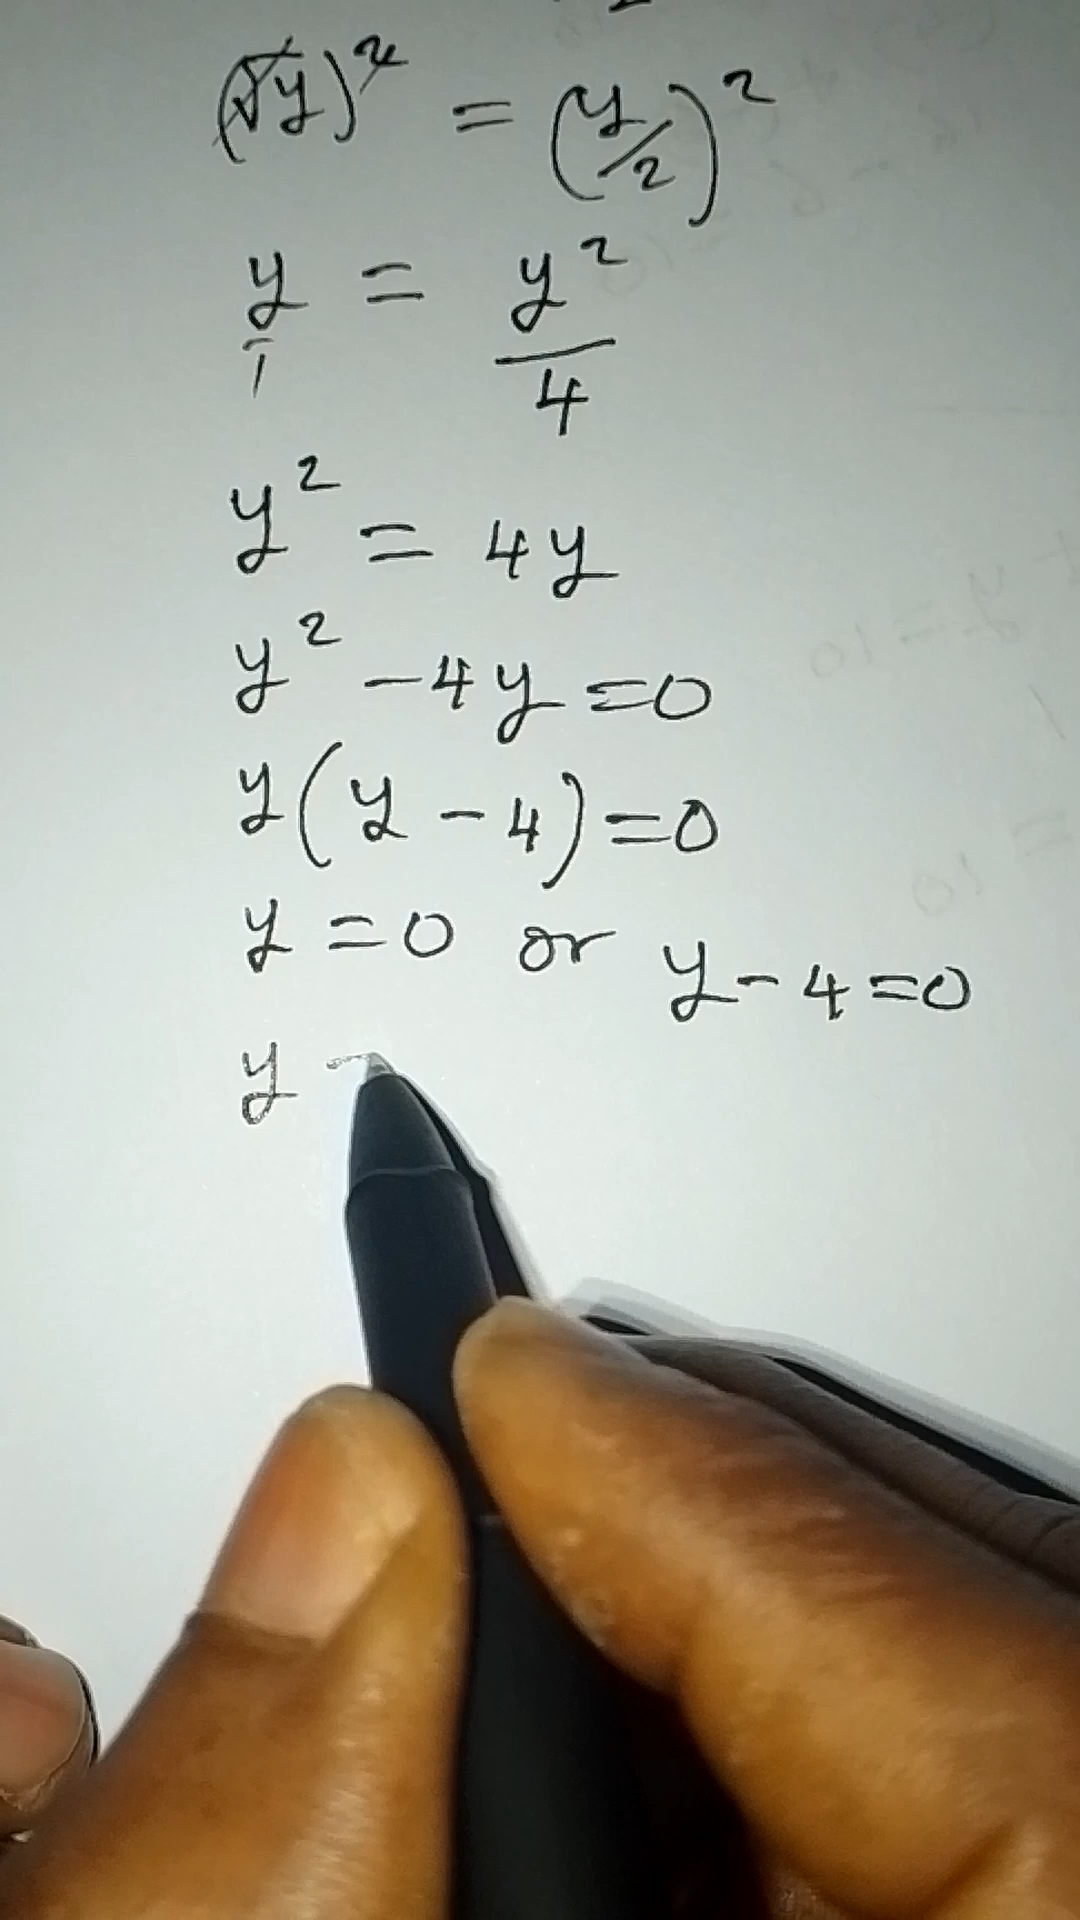 (√y)² = (y/2)²
y/1 = y²/4
y² = 4y
y² - 4y = 0
y(y - 4) = 0
y = 0 or y - 4 = 0
y